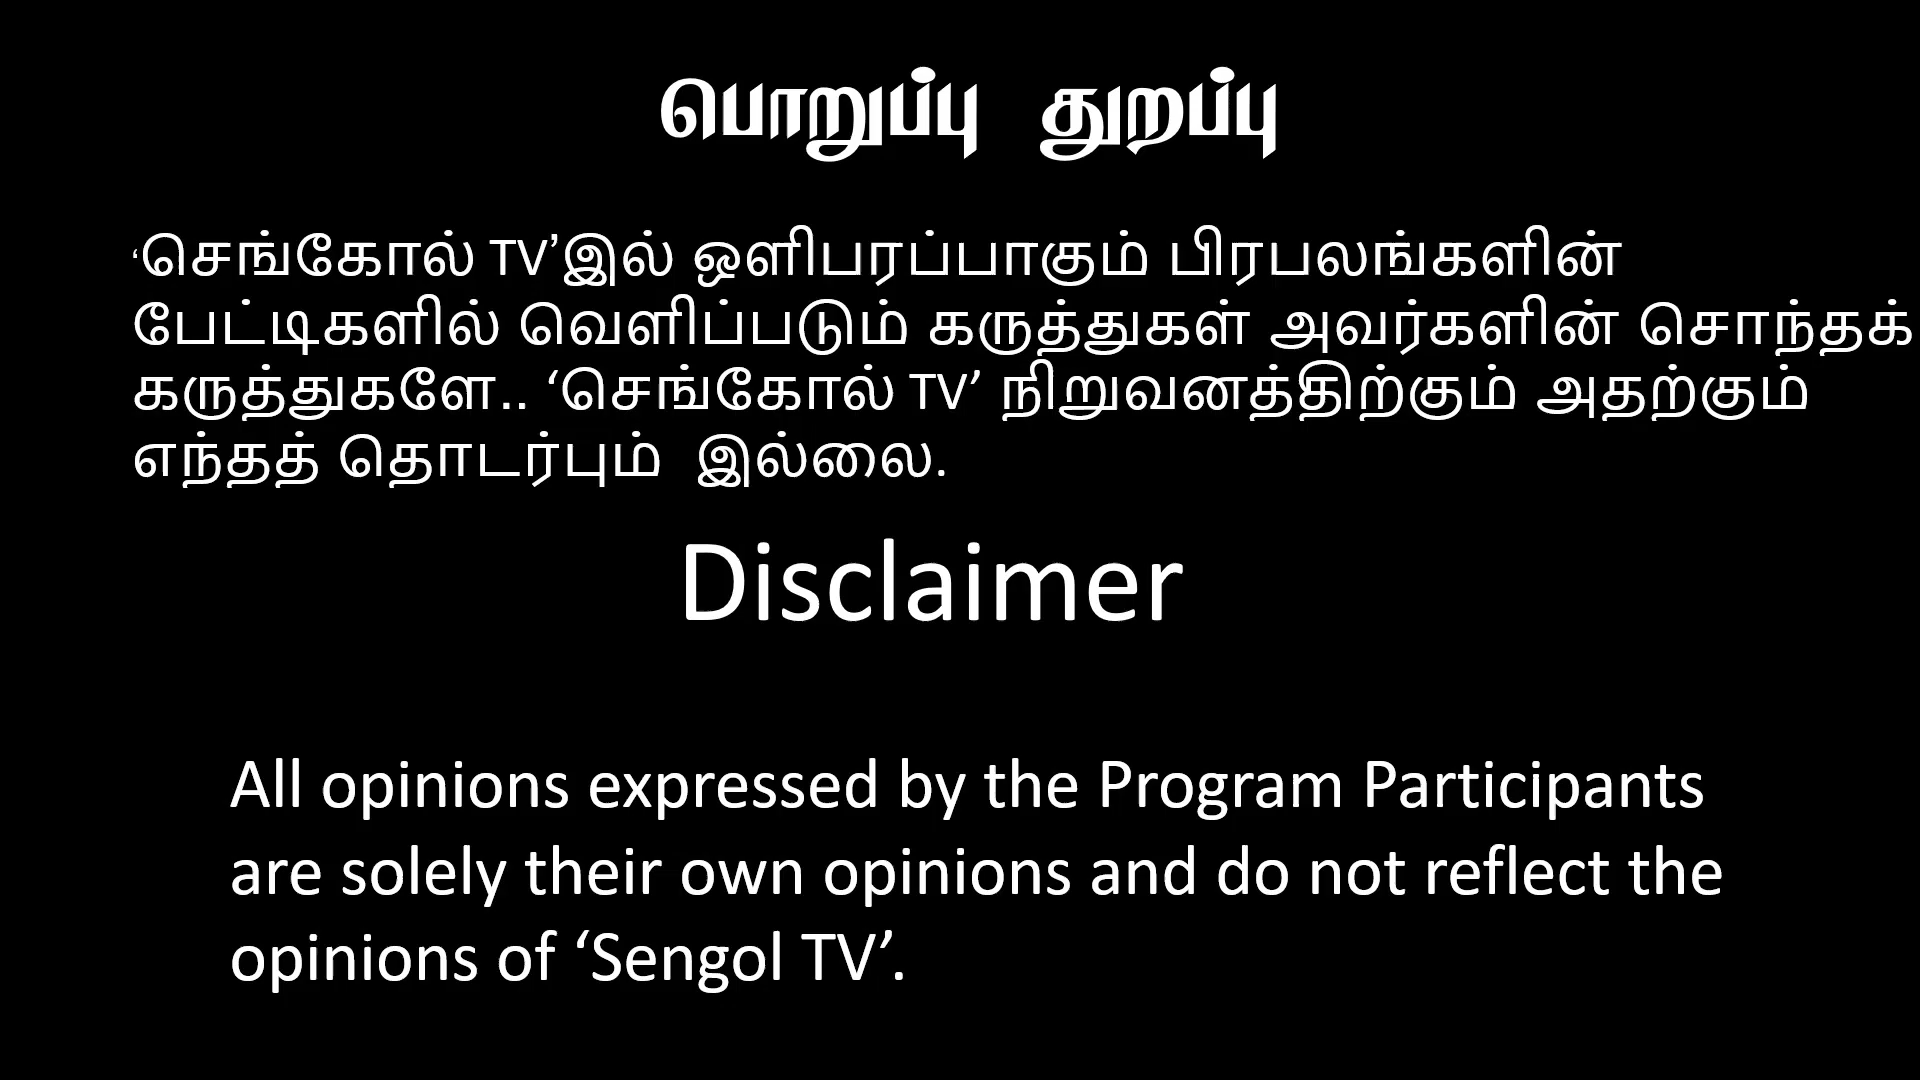 பொறுப்பு துறப்பு
‘செங்கோல் TV’இல் ஒளிபரப்பாகும் பிரபலங்களின்
பேட்டிகளில் வெளிப்படும் கருத்துகள் அவர்களின் சொந்தக்
கருத்துகளே.. ‘செங்கோல் TV’ நிறுவனத்திற்கும் அதற்கும்
எந்தத் தொடர்பும் இல்லை.
Disclaimer
All opinions expressed by the Program Participants
are solely their own opinions and do not reflect the
opinions of ‘Sengol TV’.